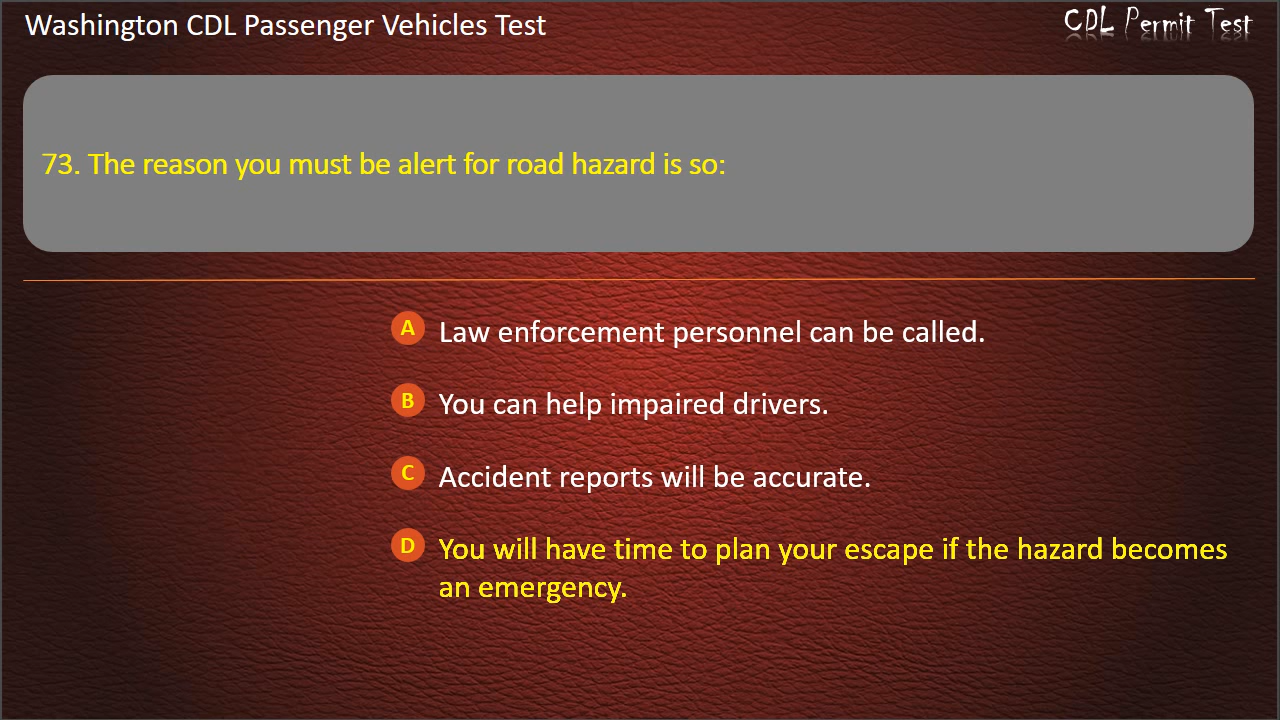 Washington CDL Passenger Vehicles Test
CDL Permit Test
73. The reason you must be alert for road hazard is so:
A Law enforcement personnel can be called.
B You can help impaired drivers.
C Accident reports will be accurate.
D You will have time to plan your escape if the hazard becomes
an emergency.